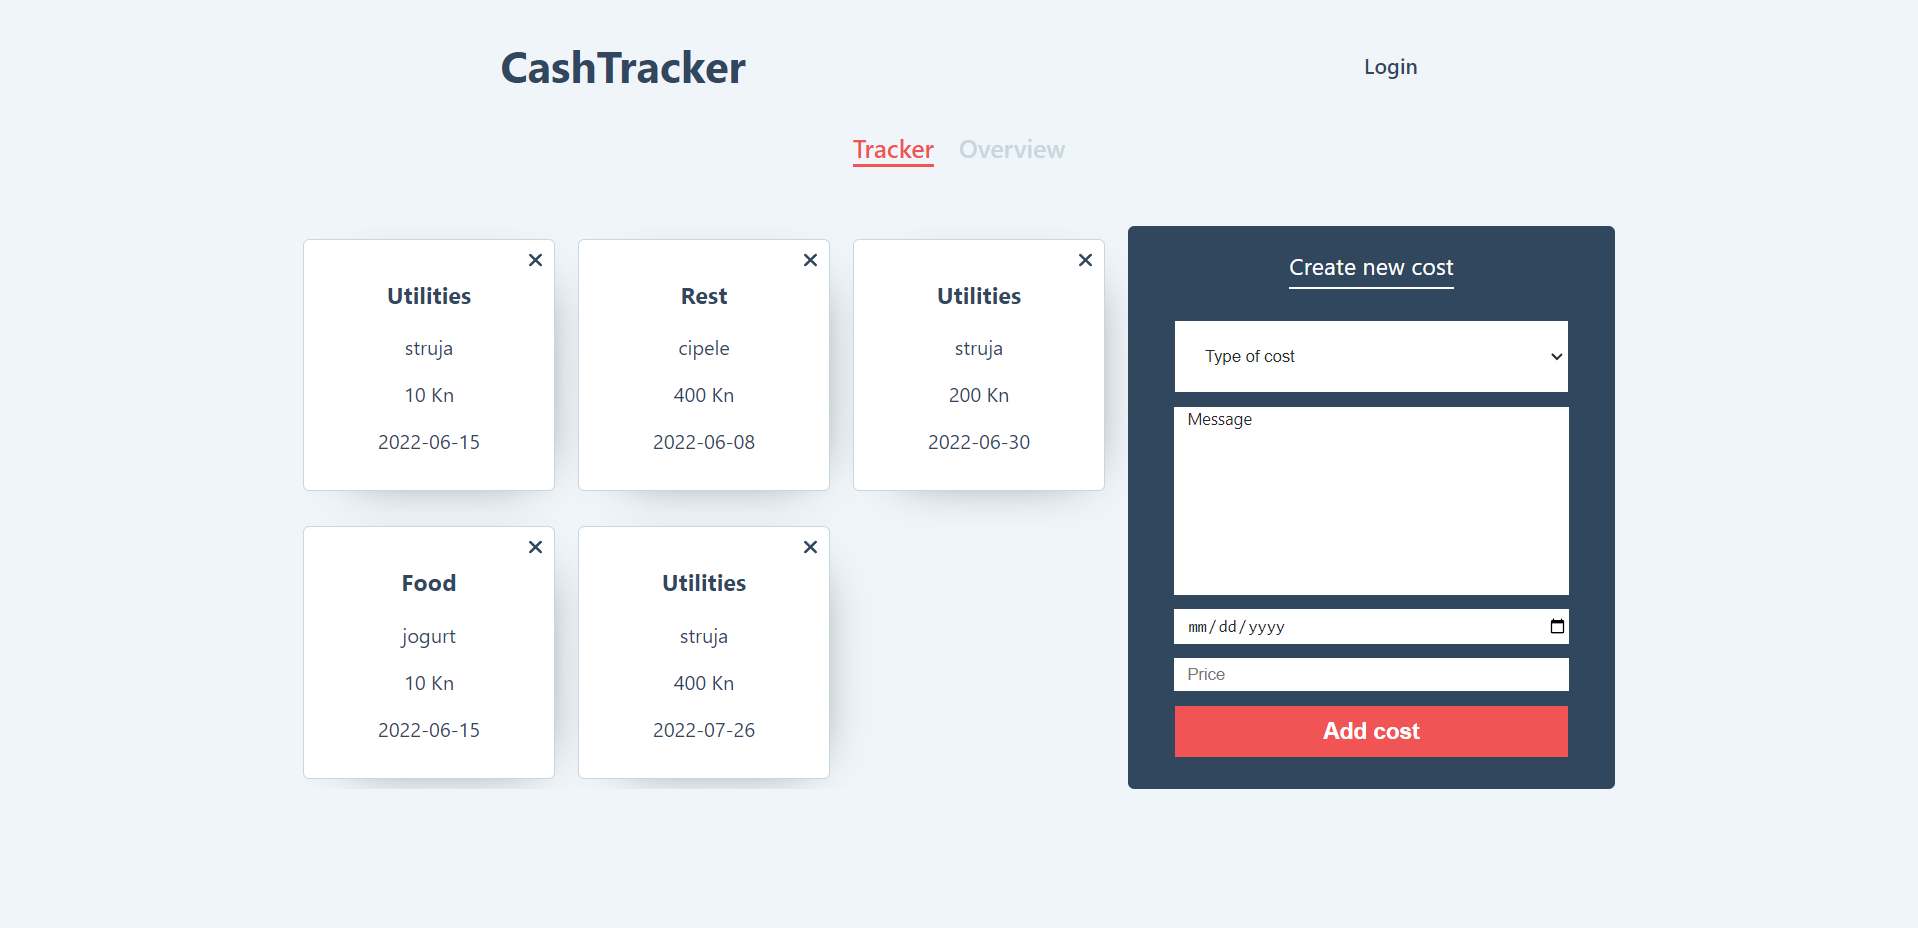 CashTracker
Login
Tracker
Overview
Utilities
struja
10 Kn
2022-06-15
Rest
cipele
400 Kn
2022-06-08
Utilities
struja
200 Kn
2022-06-30
Food
jogurt
10 Kn
2022-06-15
Utilities
struja
400 Kn
2022-07-26
Create new cost
Type of cost
Message
mm/dd/yyyy
Price
Add cost